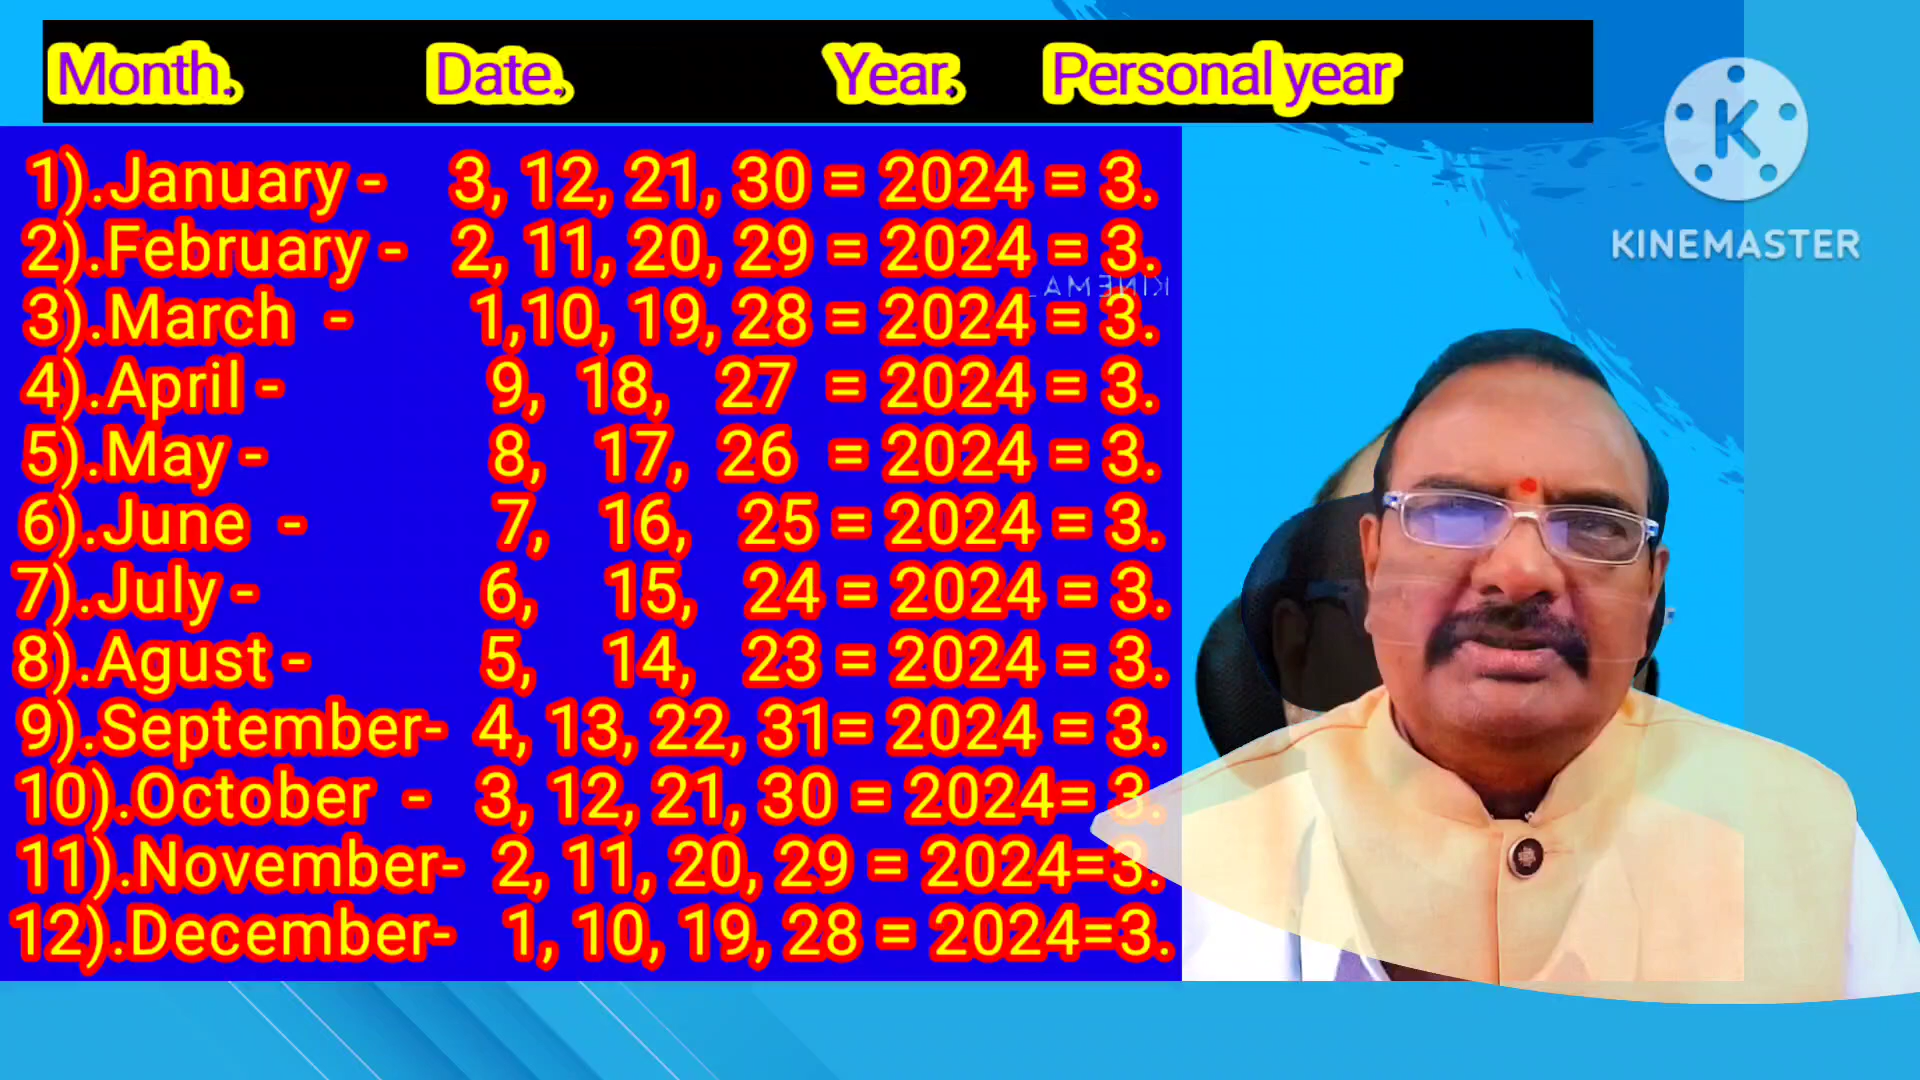 Month. Date. Year. Personal year
1).January - 3, 12, 21, 30 = 2024 = 3.
2).February - 2, 11, 20, 29 = 2024 = 3.
3).March - 1,10, 19, 28 = 2024 = 3.
4).April - 9, 18, 27 = 2024 = 3.
5).May - 8, 17, 26 = 2024 = 3.
6).June - 7, 16, 25 = 2024 = 3.
7).July - 6, 15, 24 = 2024 = 3.
8).Agust - 5, 14, 23 = 2024 = 3.
9).September- 4, 13, 22, 31= 2024 = 3.
10).October - 3, 12, 21, 30 = 2024= 3.
11).November- 2, 11, 20, 29 = 2024=3.
12).December- 1, 10, 19, 28 = 2024=3.
K
KINEMASTER
KINEMA